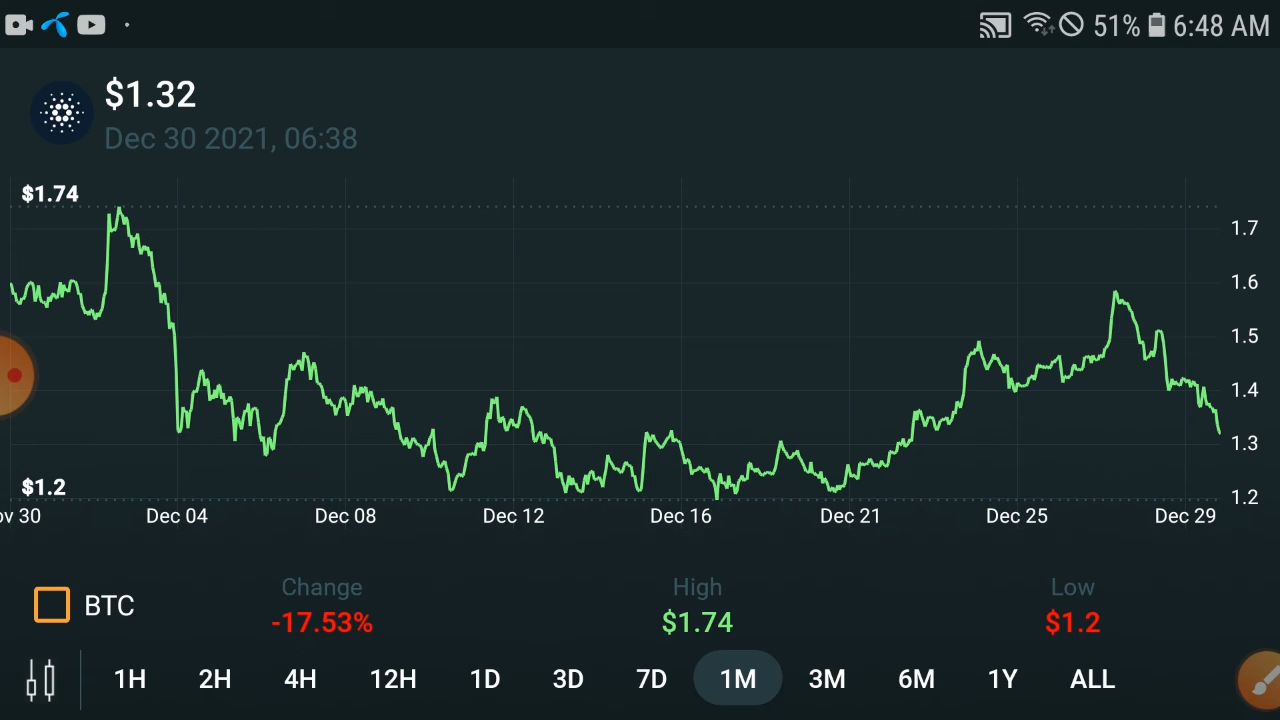 51% 6:48 AM
$1.32
Dec 30 2021, 06:38
$1.74
1.7
1.6
1.5
1.4
1.3
$1.2
1.2
ov 30 Dec 04 Dec 08 Dec 12 Dec 16 Dec 21 Dec 25 Dec 29
Change High Low
BTC -17.53% $1.74 $1.2
1H 2H 4H 12H 1D 3D 7D 1M 3M 6M 1Y ALL